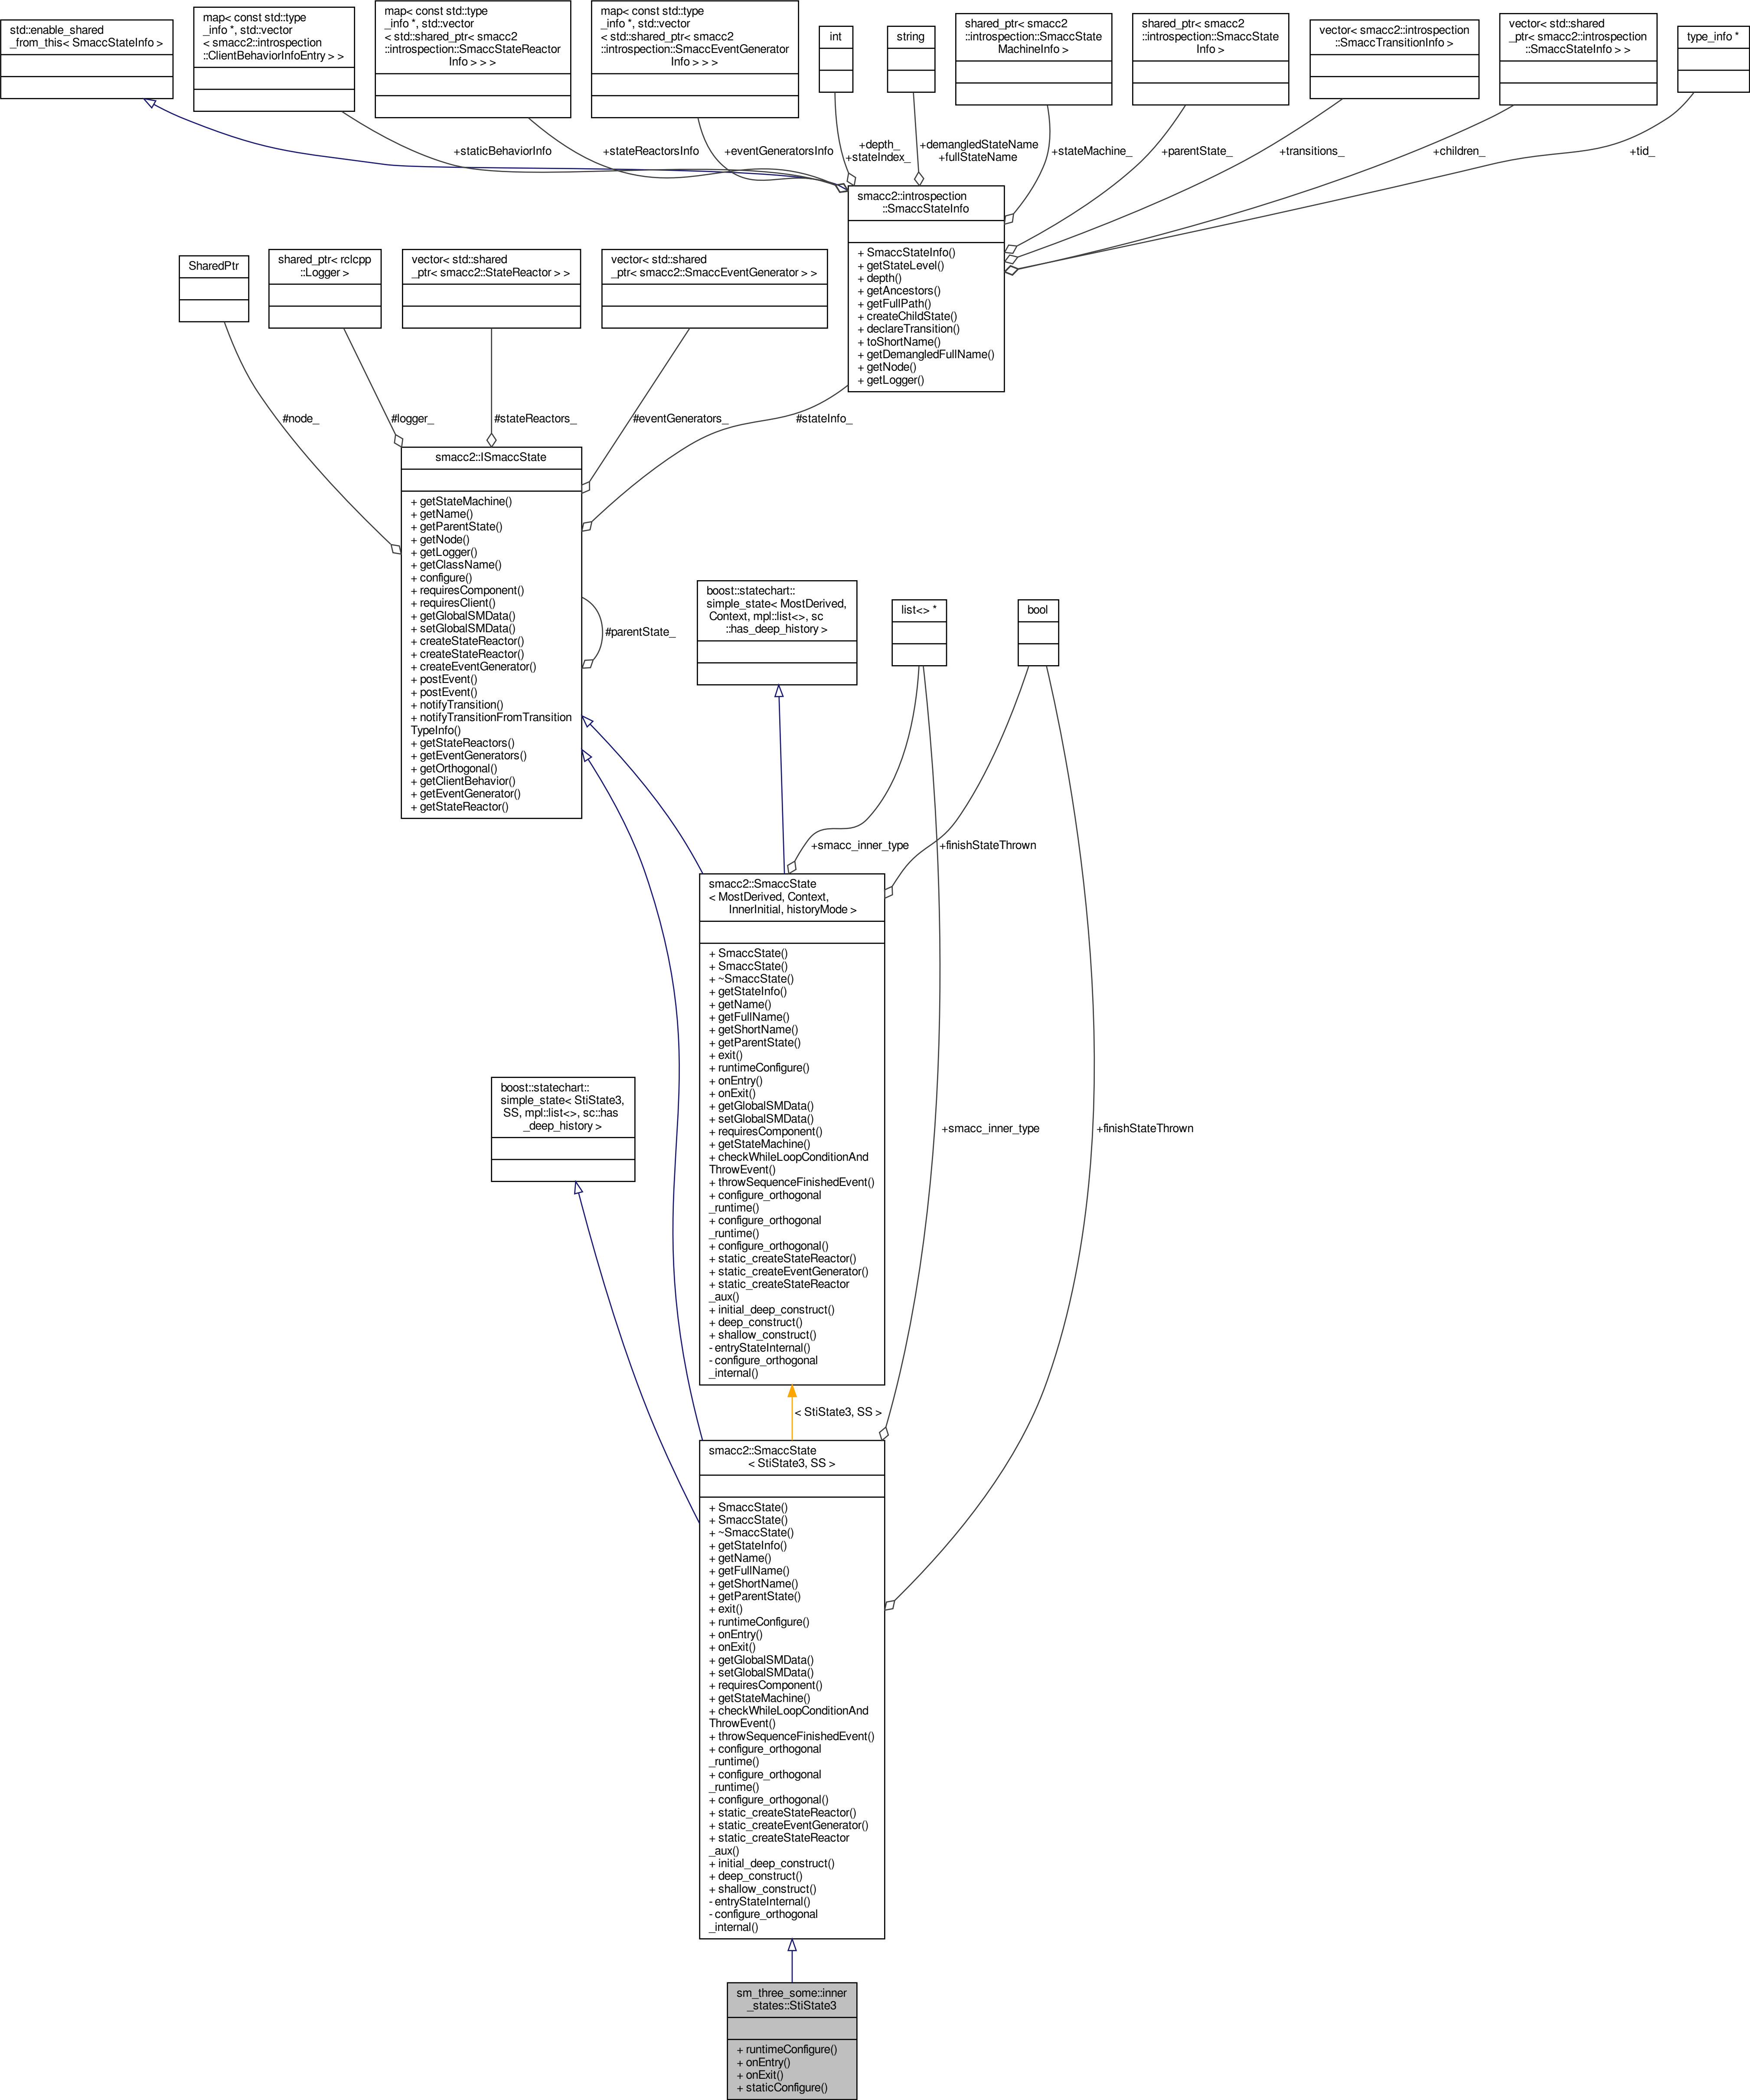 std::enable_shared
_from_this< SmaccStateInfo >
map< const std::type
_info *, std::vector
< smacc2::introspection
::ClientBehaviorInfoEntry > >
map< const std::type
_info *, std::vector
< std::shared_ptr< smacc2
::introspection::SmaccStateReactor
Info > > >
map< const std::type
_info *, std::vector
< std::shared_ptr< smacc2
::introspection::SmaccEventGenerator
Info > > >
int
string
shared_ptr< smacc2
::introspection::SmaccState
MachineInfo >
shared_ptr< smacc2
::introspection::SmaccState
Info >
vector< smacc2::introspection
::SmaccTransitionInfo >
vector< std::shared
_ptr< smacc2::introspection
::SmaccStateInfo > >
type_info *
+staticBehaviorInfo
+stateReactorsInfo
+eventGeneratorsInfo
+depth_
+stateIndex_
+demangledStateName
+fullStateName
+stateMachine_
+parentState_
+transitions_
+children_
+tid_
smacc2::introspection
::SmaccStateInfo
+ SmaccStateInfo()
+ getStateLevel()
+ depth()
+ getAncestors()
+ getFullPath()
+ createChildState()
+ declareTransition()
+ toShortName()
+ getDemangledFullName()
+ getNode()
+ getLogger()
SharedPtr
shared_ptr< rclcpp
::Logger >
vector< std::shared
_ptr< smacc2::StateReactor > >
vector< std::shared
_ptr< smacc2::SmaccEventGenerator > >
#node_
#logger_
#stateReactors_
#eventGenerators_
#stateInfo_
smacc2::ISmaccState
+ getStateMachine()
+ getName()
+ getParentState()
+ getNode()
+ getLogger()
+ getClassName()
+ configure()
+ requiresComponent()
+ requiresClient()
+ getGlobalSMData()
+ setGlobalSMData()
+ createStateReactor()
+ createStateReactor()
+ createEventGenerator()
+ postEvent()
+ postEvent()
+ notifyTransition()
+ notifyTransitionFromTransition
TypeInfo()
+ getStateReactors()
+ getEventGenerators()
+ getOrthogonal()
+ getClientBehavior()
+ getEventGenerator()
+ getStateReactor()
#parentState_
boost::statechart::
simple_state< MostDerived,
Context, mpl::list<>, sc
::has_deep_history >
list<> *
bool
+smacc_inner_type
+finishStateThrown
smacc2::SmaccState
< MostDerived, Context,
InnerInitial, historyMode >
+ SmaccState()
+ SmaccState()
+ ~SmaccState()
+ getStateInfo()
+ getName()
+ getFullName()
+ getShortName()
+ getParentState()
+ exit()
+ runtimeConfigure()
+ onEntry()
+ onExit()
+ getGlobalSMData()
+ setGlobalSMData()
+ requiresComponent()
+ getStateMachine()
+ checkWhileLoopConditionAnd
ThrowEvent()
+ throwSequenceFinishedEvent()
+ configure_orthogonal
_runtime()
+ configure_orthogonal
_runtime()
+ configure_orthogonal()
+ static_createStateReactor()
+ static_createEventGenerator()
+ static_createStateReactor
_aux()
+ initial_deep_construct()
+ deep_construct()
+ shallow_construct()
- entryStateInternal()
- configure_orthogonal
_internal()
boost::statechart::
simple_state< StiState3,
SS, mpl::list<>, sc::has
_deep_history >
+smacc_inner_type
+finishStateThrown
< StiState3, SS >
smacc2::SmaccState
< StiState3, SS >
+ SmaccState()
+ SmaccState()
+ ~SmaccState()
+ getStateInfo()
+ getName()
+ getFullName()
+ getShortName()
+ getParentState()
+ exit()
+ runtimeConfigure()
+ onEntry()
+ onExit()
+ getGlobalSMData()
+ setGlobalSMData()
+ requiresComponent()
+ getStateMachine()
+ checkWhileLoopConditionAnd
ThrowEvent()
+ throwSequenceFinishedEvent()
+ configure_orthogonal
_runtime()
+ configure_orthogonal
_runtime()
+ configure_orthogonal()
+ static_createStateReactor()
+ static_createEventGenerator()
+ static_createStateReactor
_aux()
+ initial_deep_construct()
+ deep_construct()
+ shallow_construct()
- entryStateInternal()
- configure_orthogonal
_internal()
sm_three_some::inner
_states::StiState3
+ runtimeConfigure()
+ onEntry()
+ onExit()
+ staticConfigure()